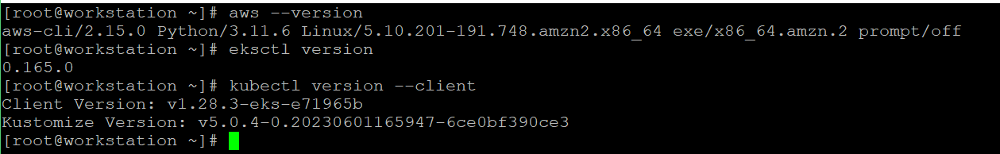 [root@workstation ~]# aws --version
aws-cli/2.15.0 Python/3.11.6 Linux/5.10.201-191.748.amzn2.x86_64 exe/x86_64.amzn.2 prompt/off
[root@workstation ~]# eksctl version
0.165.0
[root@workstation ~]# kubectl version --client
Client Version: v1.28.3-eks-e71965b
Kustomize Version: v5.0.4-0.20230601165947-6ce0bf390ce3
[root@workstation ~]#